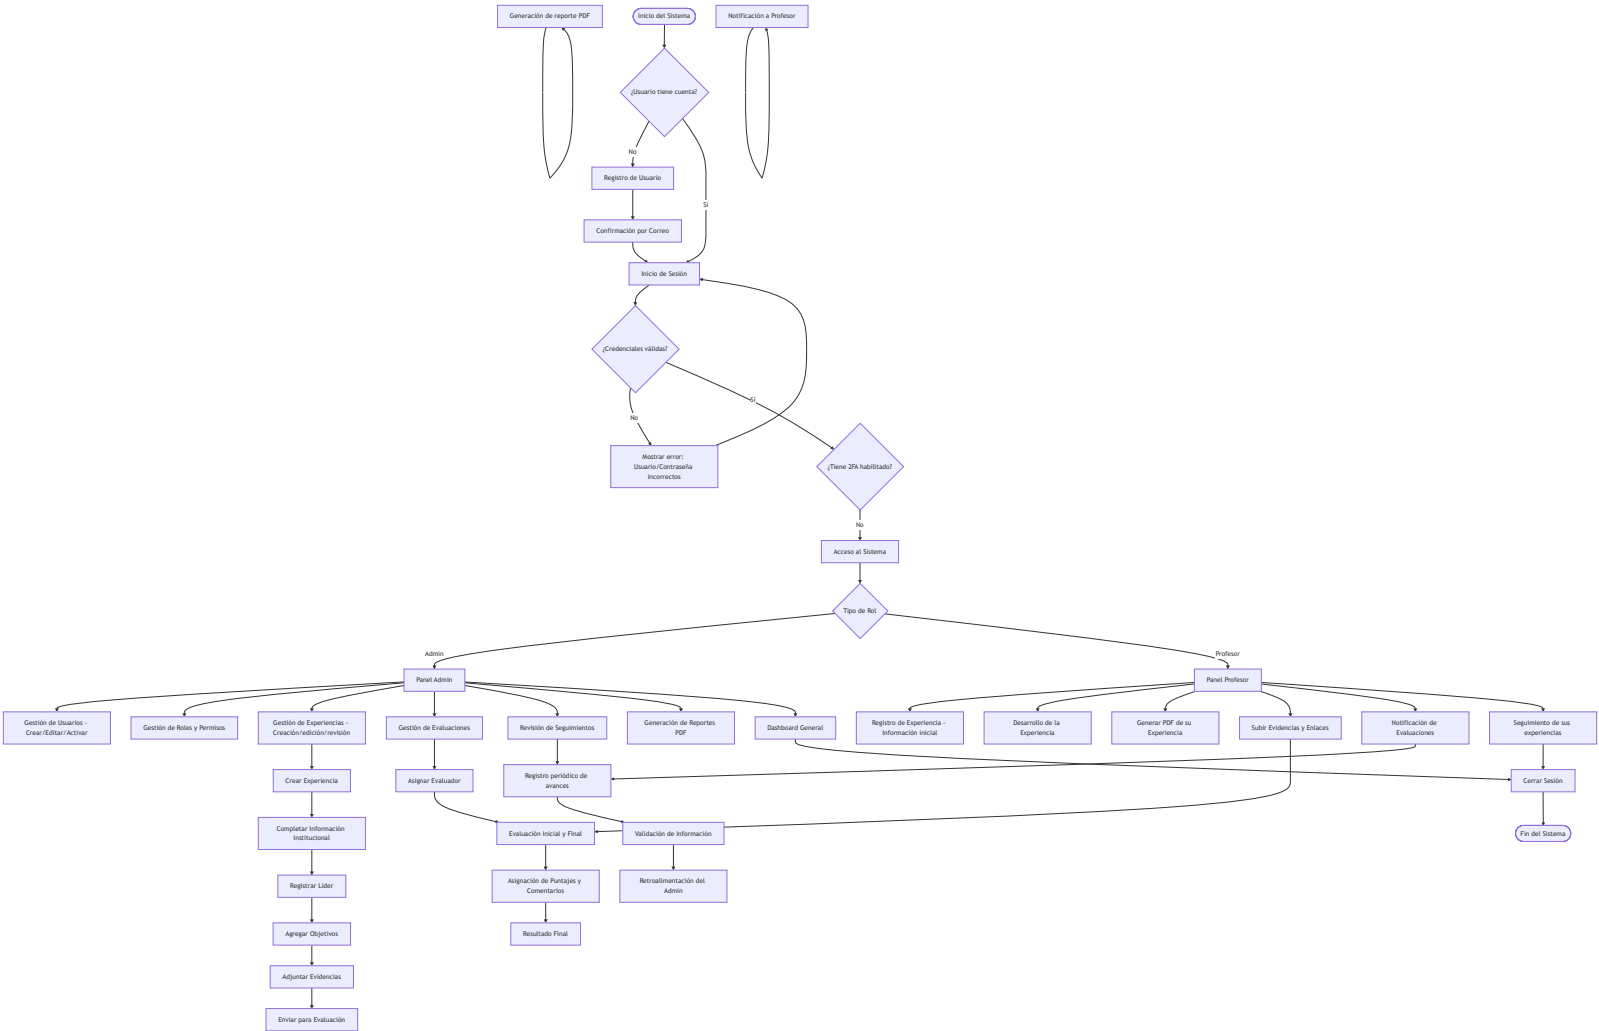 Generación de reporte PDF
Inicio del Sistema
Notificación a Profesor
¿Usuario tiene cuenta?
No
Registro de Usuario
Sí
Confirmación por Correo
Inicio de Sesión
¿Credenciales válidas?
Sí
No
Mostrar error:
Usuario/Contraseña
incorrectos
¿Tiene 2FA habilitado?
No
Acceso al Sistema
Tipo de Rol
Admin
Profesor
Panel Admin
Panel Profesor
Gestión de Usuarios -
Crear/Editar/Activar
Gestión de Roles y Permisos
Gestión de Experiencias -
Creación/edición/revisión
Gestión de Evaluaciones
Revisión de Seguimientos
Generación de Reportes
PDF
Dashboard General
Registro de Experiencia -
Información inicial
Desarrollo de la
Experiencia
Generar PDF de su
Experiencia
Subir Evidencias y Enlaces
Notificación de
Evaluaciones
Seguimiento de sus
experiencias
Crear Experiencia
Asignar Evaluador
Registro periódico de
avances
Cerrar Sesión
Completar Información
Institucional
Evaluación Inicial y Final
Validación de Información
Fin del Sistema
Registrar Líder
Asignación de Puntajes y
Comentarios
Retroalimentación del
Admin
Agregar Objetivos
Resultado Final
Adjuntar Evidencias
Enviar para Evaluación